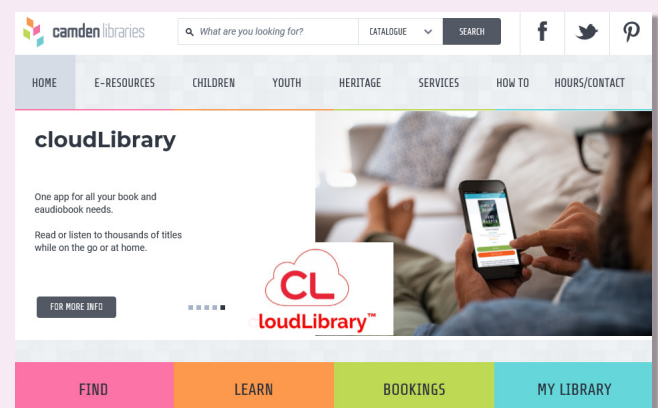 camden libraries
What are you looking for?
CATALOGUE
SEARCH
HOME
E-RESOURCES
CHILDREN
YOUTH
HERITAGE
SERVICES
HOW TO
HOURS/CONTACT
cloudLibrary
One app for all your book and
eaudiobook needs.
Read or listen to thousands of titles
while on the go or at home.
FOR MORE INFO
CL
loudLibrary™
FIND
LEARN
BOOKINGS
MY LIBRARY